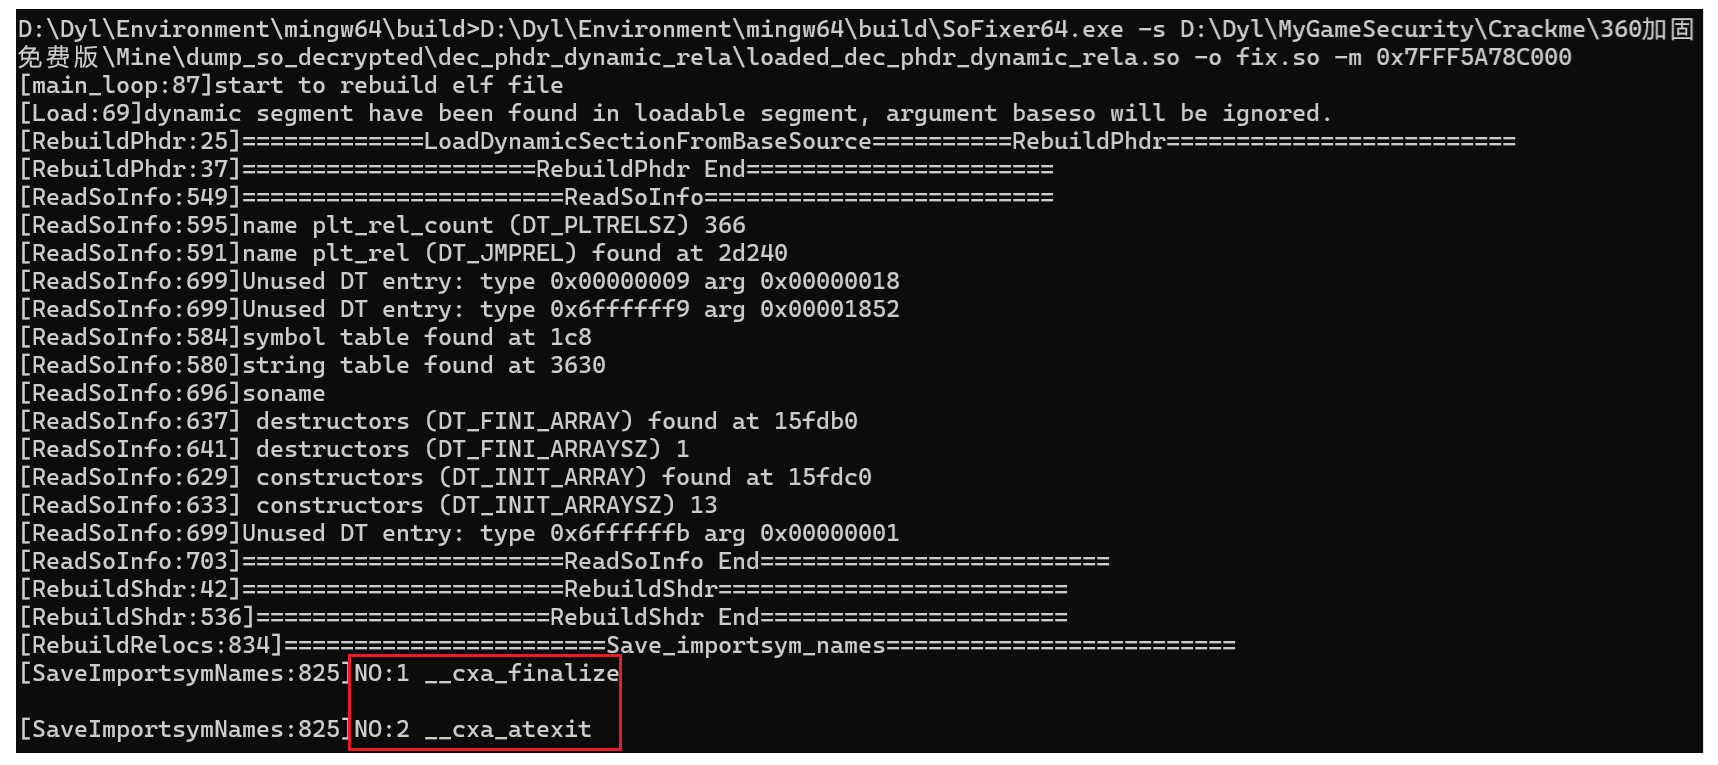 D:\Dyl\Environment\mingw64\build>D:\Dyl\Environment\mingw64\build\SoFixer64.exe -s D:\Dyl\MyGameSecurity\Crackme\360加固
免费版\Mine\dump_so_decrypted\dec_phdr_dynamic_rela\loaded_dec_phdr_dynamic_rela.so -o fix.so -m 0x7FFF5A78C000
[main_loop:87]start to rebuild elf file
[Load:69]dynamic segment have been found in loadable segment, argument baseso will be ignored.
[RebuildPhdr:25]=============LoadDynamicSectionFromBaseSource==========RebuildPhdr=========================
[RebuildPhdr:37]=====================RebuildPhdr End======================
[ReadSoInfo:549]=======================ReadSoInfo=========================
[ReadSoInfo:595]name plt_rel_count (DT_PLTRELSZ) 366
[ReadSoInfo:591]name plt_rel (DT_JMPREL) found at 2d240
[ReadSoInfo:699]Unused DT entry: type 0x00000009 arg 0x00000018
[ReadSoInfo:699]Unused DT entry: type 0x6ffffff9 arg 0x00001852
[ReadSoInfo:584]symbol table found at 1c8
[ReadSoInfo:580]string table found at 3630
[ReadSoInfo:696]soname
[ReadSoInfo:637] destructors (DT_FINI_ARRAY) found at 15fdb0
[ReadSoInfo:641] destructors (DT_FINI_ARRAYSZ) 1
[ReadSoInfo:629] constructors (DT_INIT_ARRAY) found at 15fdc0
[ReadSoInfo:633] constructors (DT_INIT_ARRAYSZ) 13
[ReadSoInfo:699]Unused DT entry: type 0x6ffffffb arg 0x00000001
[ReadSoInfo:703]=======================ReadSoInfo End=========================
[RebuildShdr:42]=======================RebuildShdr=========================
[RebuildShdr:536]=====================RebuildShdr End======================
[RebuildRelocs:834]=======================Save_importsym_names=========================
[SaveImportsymNames:825]NO:1 __cxa_finalize
[SaveImportsymNames:825]NO:2 __cxa_atexit